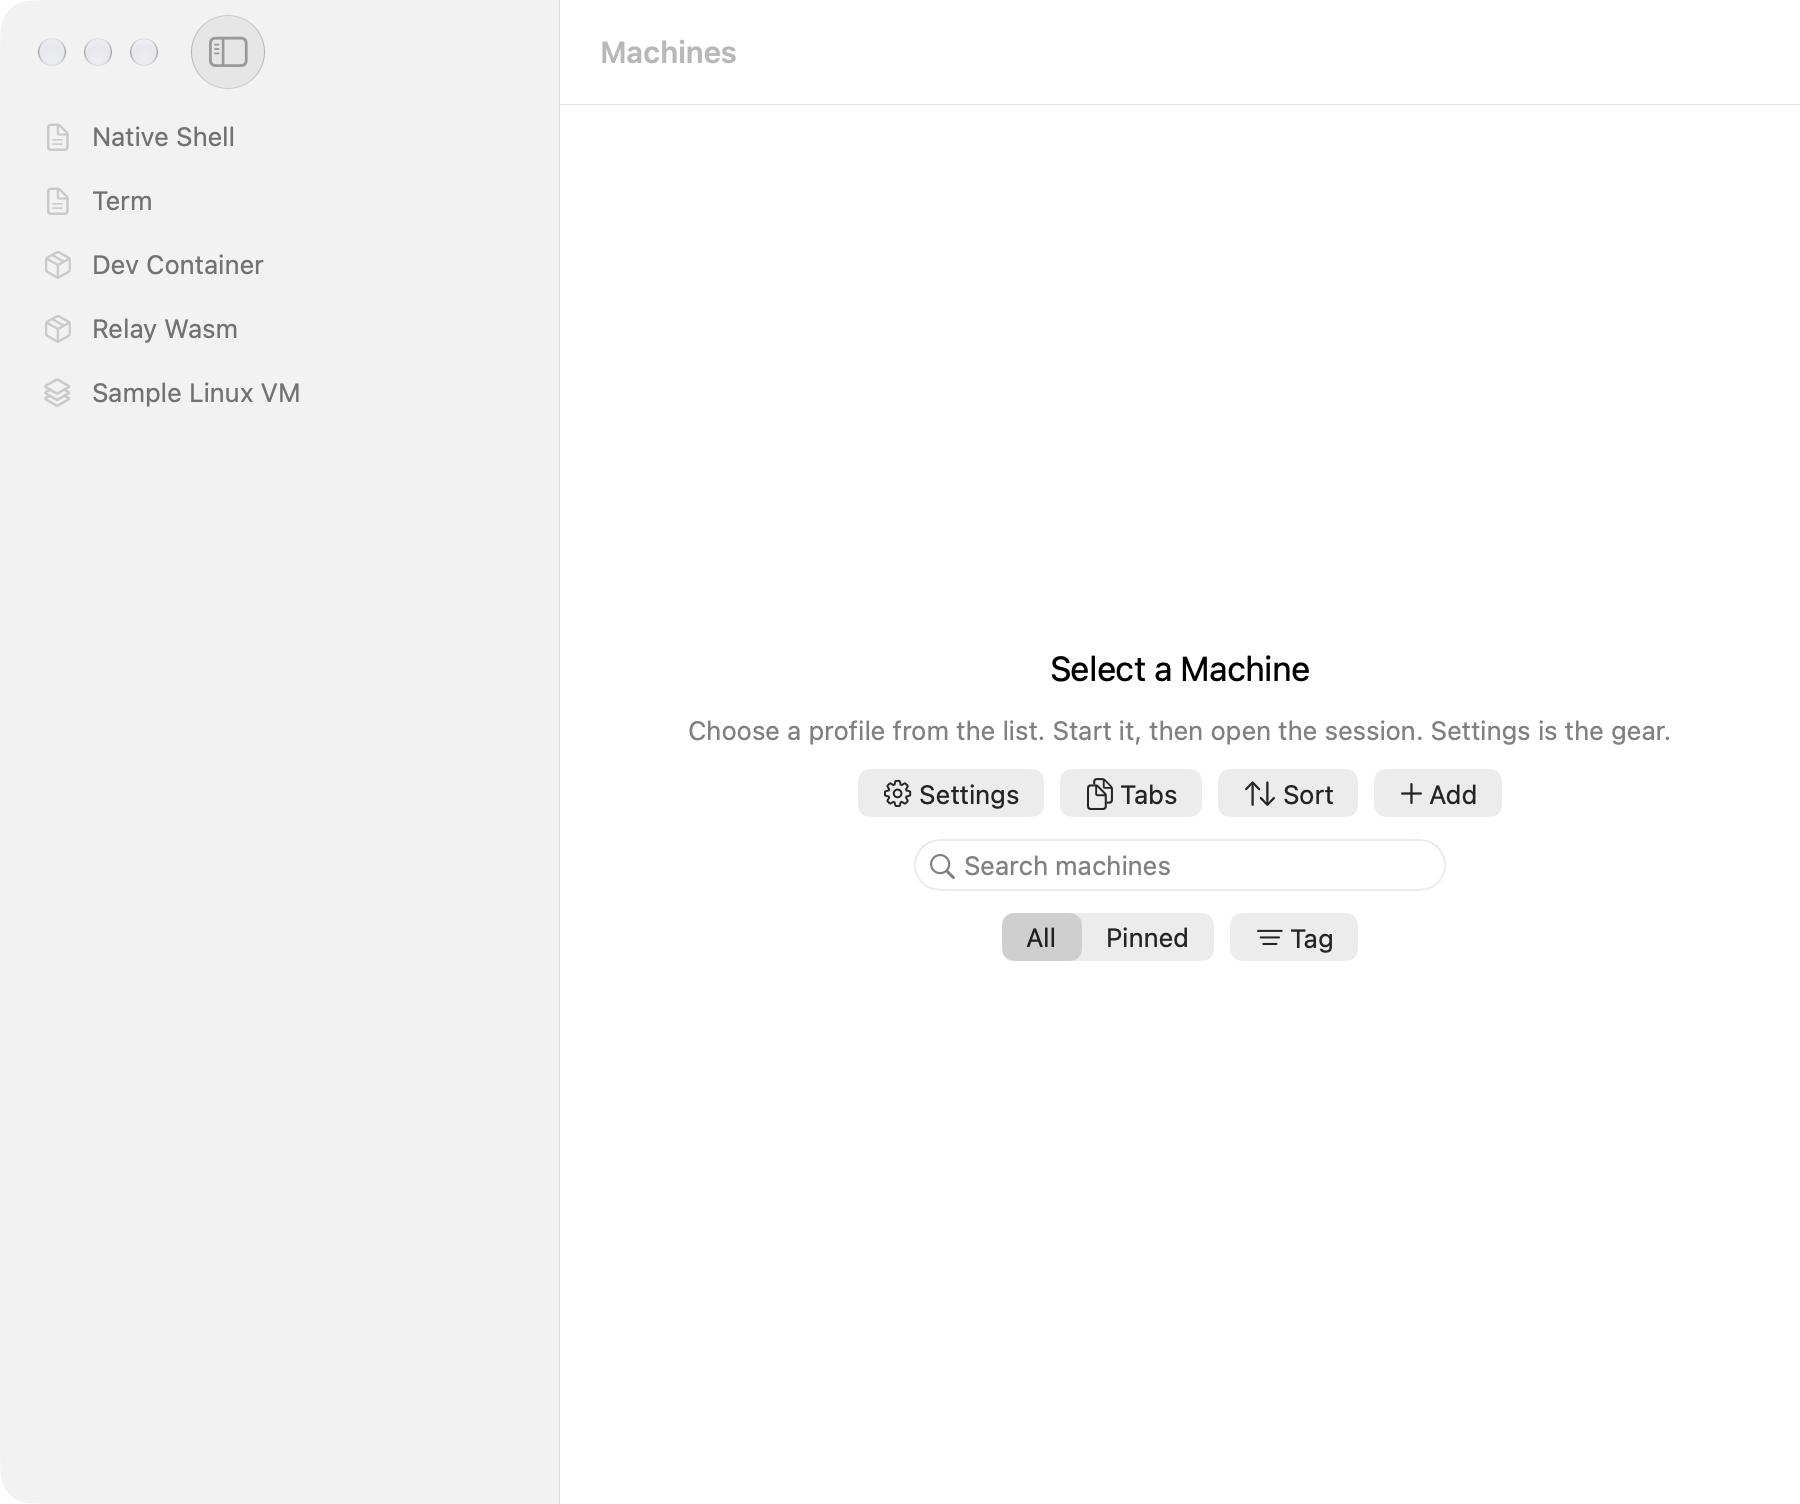 Machines
Native Shell
Term
Dev Container
Relay Wasm
Sample Linux VM
Select a Machine
Choose a profile from the list. Start it, then open the session. Settings is the gear.
Settings Tabs Sort Add
Search machines
All Pinned Tag